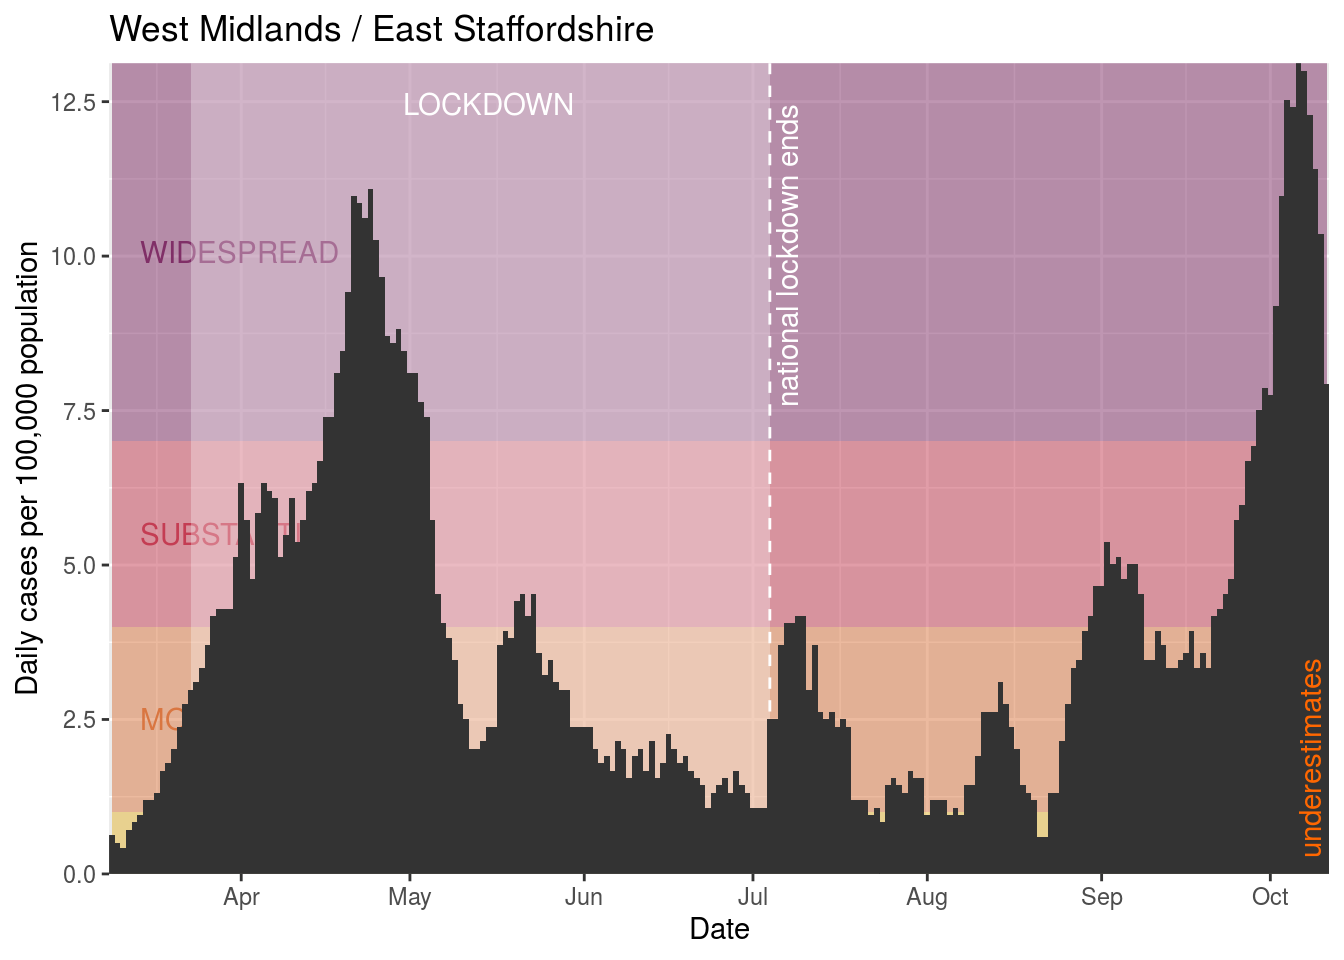 West Midlands / East Staffordshire
Daily cases per 100,000 population
12.5
10.0
7.5
5.0
2.5
0.0
LOCKDOWN
WIDESPREAD
national lockdown ends
underestimates
Apr
May
Jun
Jul
Aug
Sep
Oct
Date